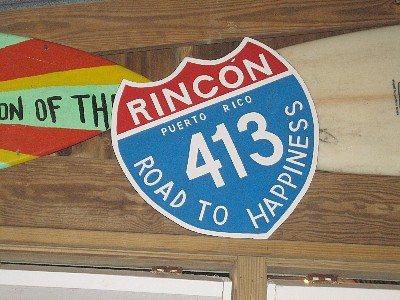 ON OF TH
RINCÓN
PUERTO RICO
413
ROAD TO HAPPINESS